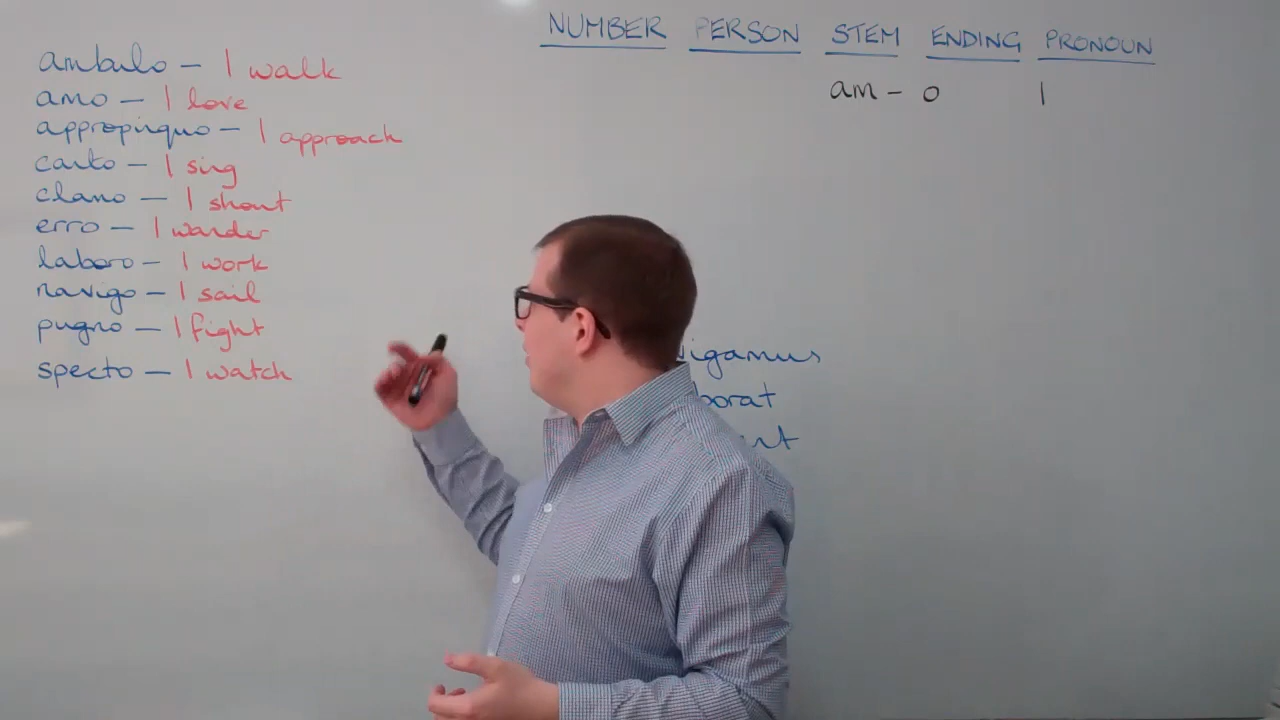 NUMBER PERSON STEM ENDING PRONOUN
am - o I
ambulo - I walk
amo - I love
appropinquo - I approach
canto - I sing
clamo - I shout
erro - I wander
laboro - I work
navigo - I sail
pugno - I fight
specto - I watch
vigamus
borat
nt